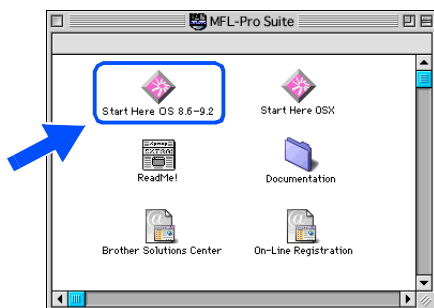 MFL-Pro Suite
Start Here OS 8.6-9.2
Start Here OSX
EXTRA!
ReadMe!
Documentation
Brother Solutions Center
On-Line Registration